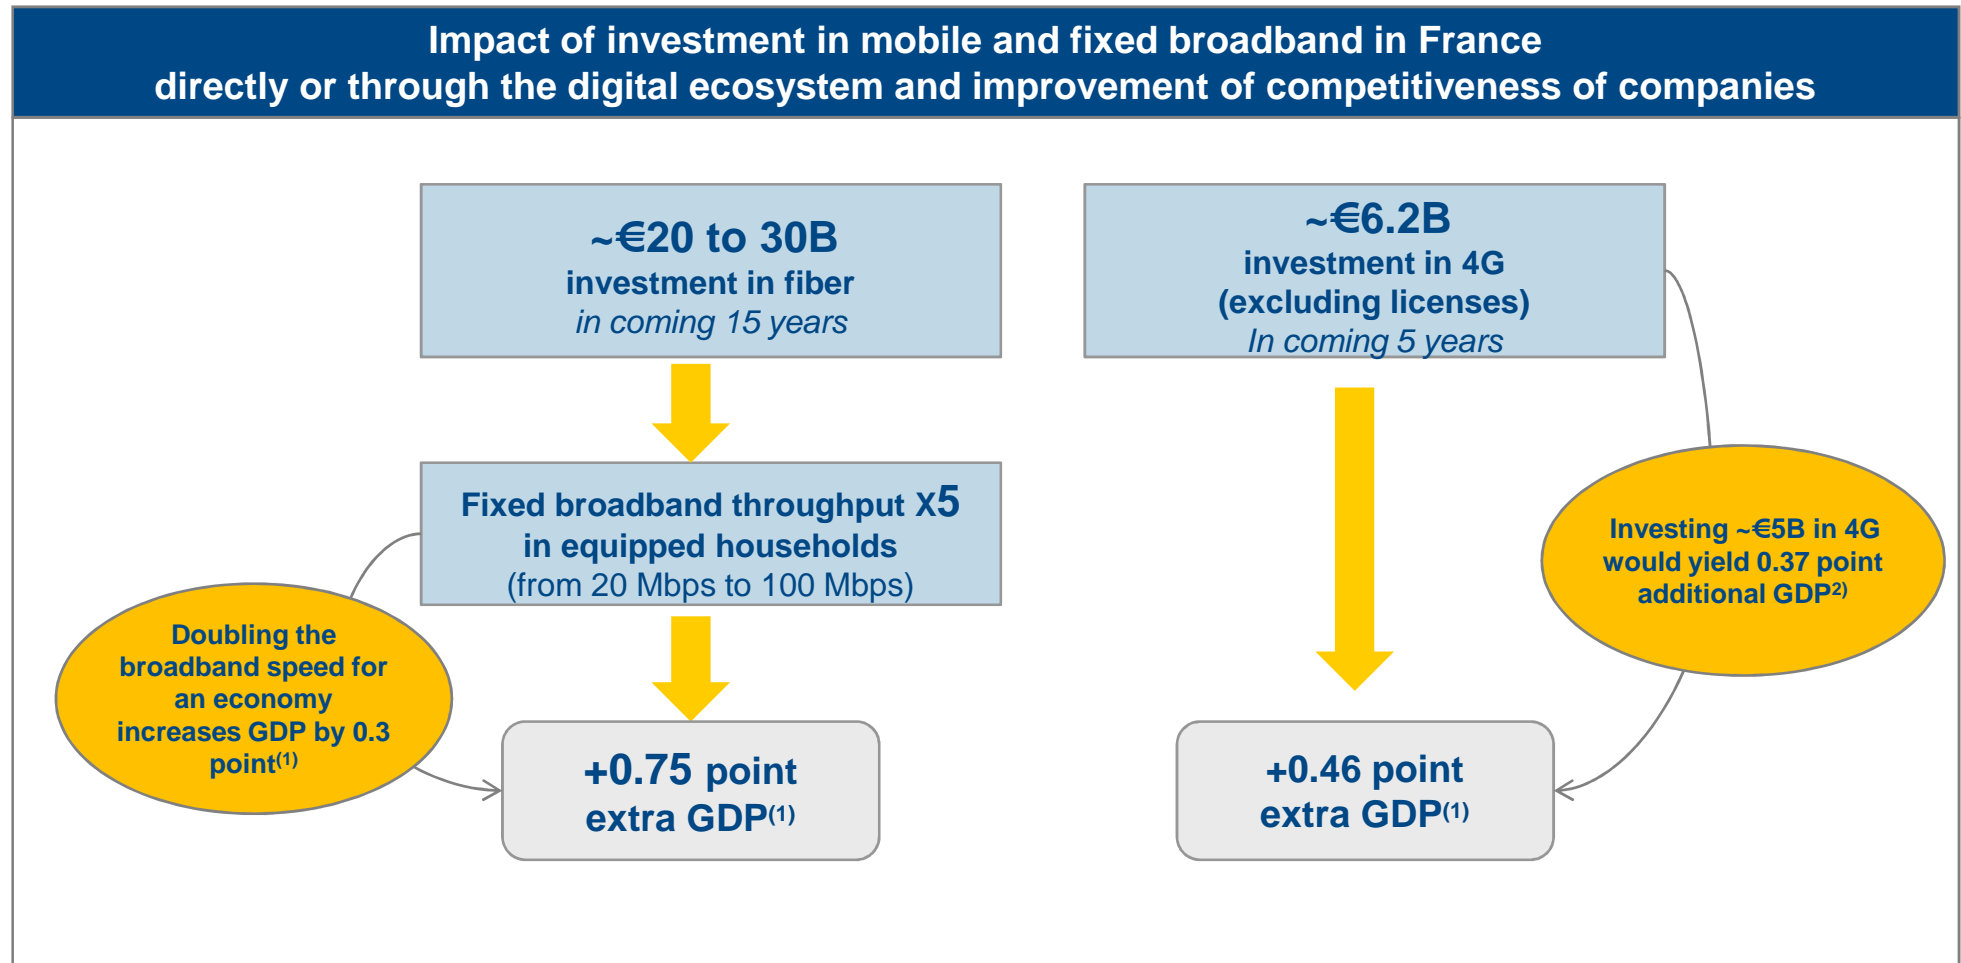 Impact of investment in mobile and fixed broadband in France
directly or through the digital ecosystem and improvement of competitiveness of companies
~€20 to 30B
investment in fiber
in coming 15 years
Fixed broadband throughput x5
in equipped households
(from 20 Mbps to 100 Mbps)
Doubling the
broadband speed for
an economy
increases GDP by 0.3
point(1)
+0.75 point
extra GDP(1)
~€6.2B
investment in 4G
(excluding licenses)
In coming 5 years
Investing ~€5B in 4G
would yield 0.37 point
additional GDP2)
+0.46 point
extra GDP(1)